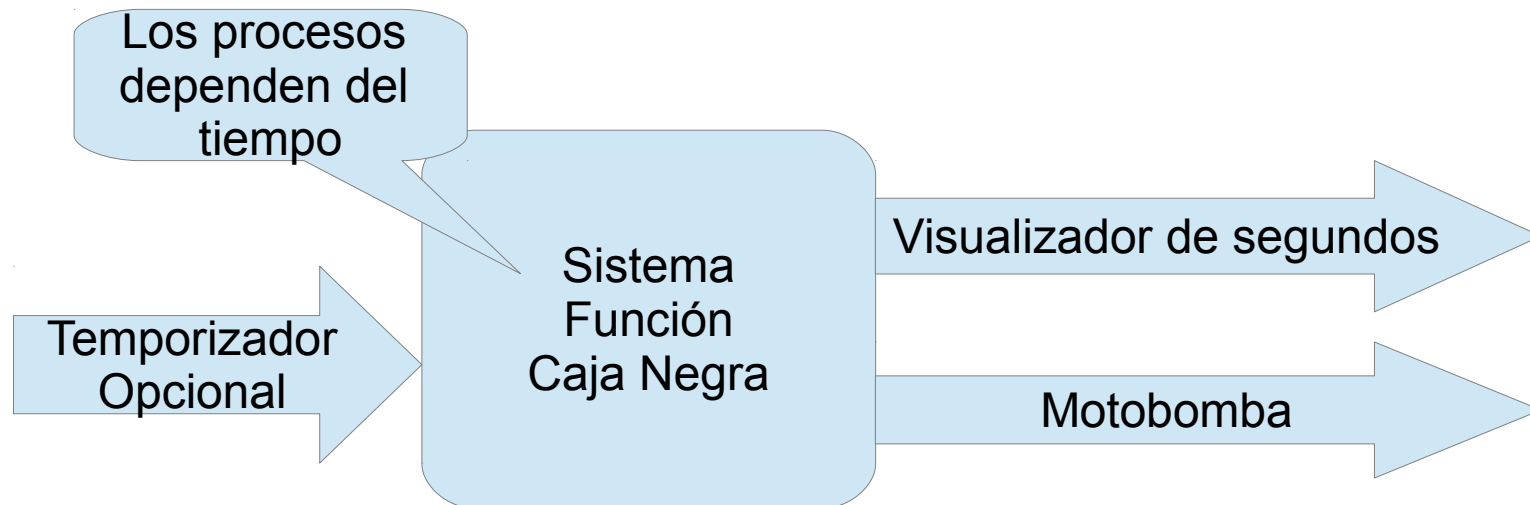 Los procesos
dependen del
tiempo
Sistema
Función
Caja Negra
Temporizador
Opcional
Visualizador de segundos
Motobomba